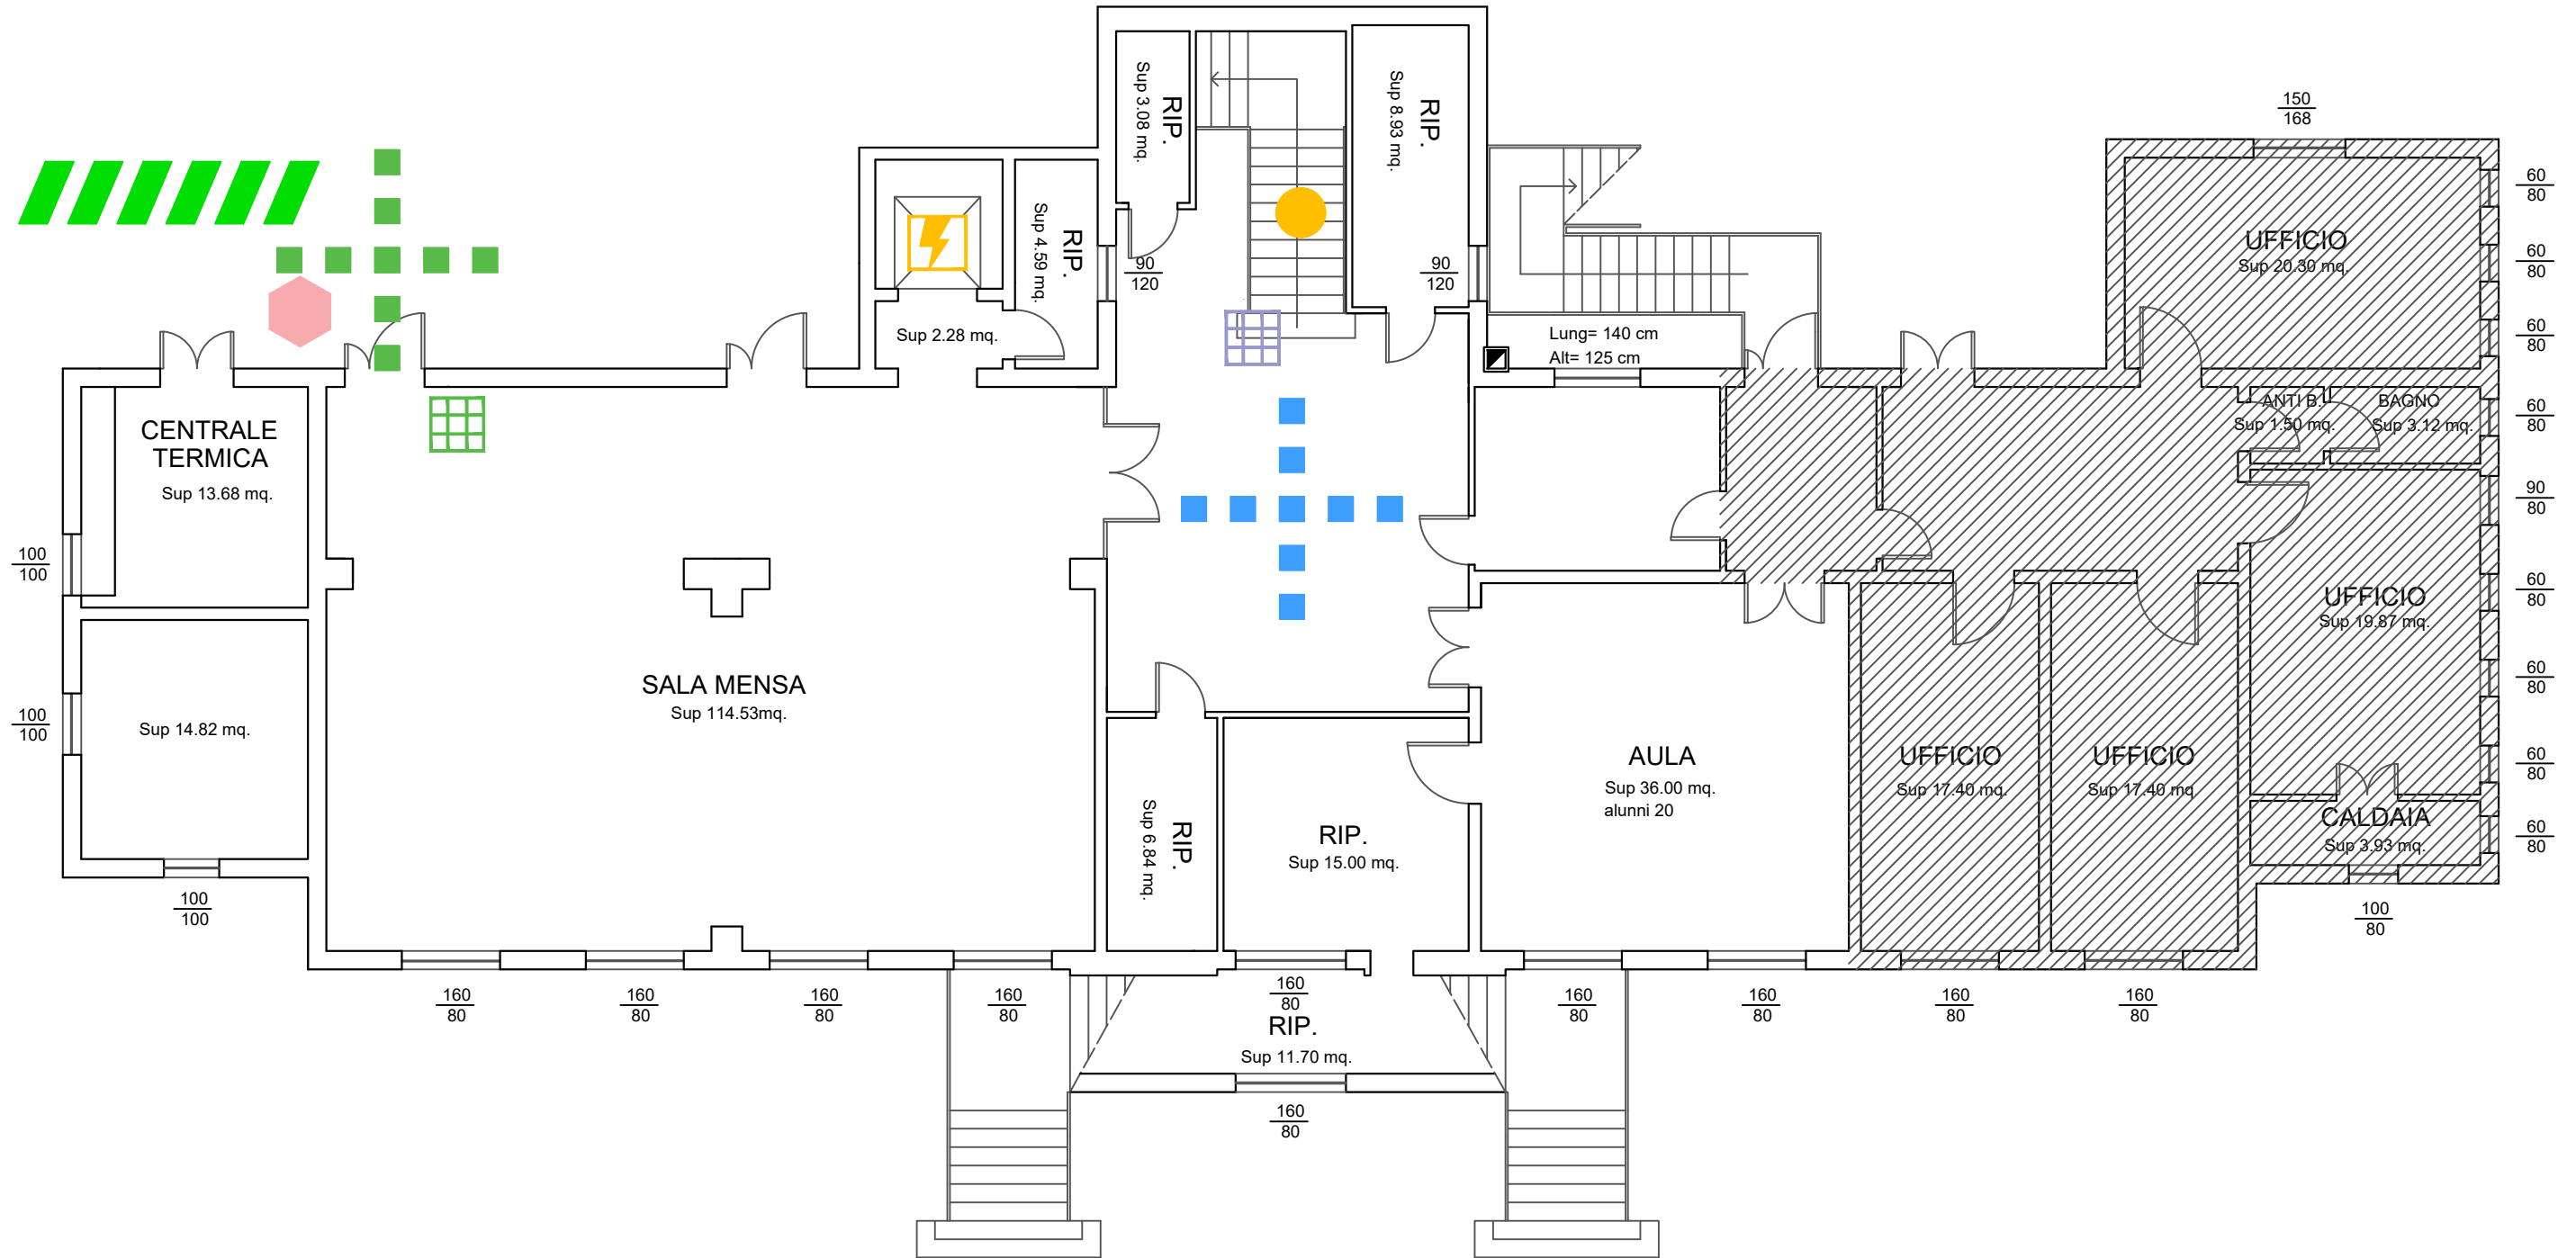 RIP.
Sup 3.08 mq.
RIP.
Sup 8.93 mq.
150
168
60
80
RIP.
Sup 4.59 mq.
90
120
90
120
UFFICIO
Sup 20.30 mq.
60
80
Sup 2.28 mq.
Lung= 140 cm
Alt= 125 cm
60
80
CENTRALE
TERMICA
Sup 13.68 mq.
ANTI B.
Sup 1.50 mq.
BAGNO
Sup 3.12 mq.
60
80
90
80
100
100
UFFICIO
Sup 19.87 mq.
60
80
SALA MENSA
Sup 114.53mq.
60
80
100
100
Sup 14.82 mq.
AULA
Sup 36.00 mq.
alunni 20
UFFICIO
Sup 17.40 mq.
UFFICIO
Sup 17.40 mq
60
80
RIP.
Sup 6.84 mq.
RIP.
Sup 15.00 mq.
CALDAIA
Sup 3.93 mq.
60
80
100
100
100
80
160
80
160
80
160
80
160
80
160
80
160
80
160
80
160
80
160
80
RIP.
Sup 11.70 mq.
160
80